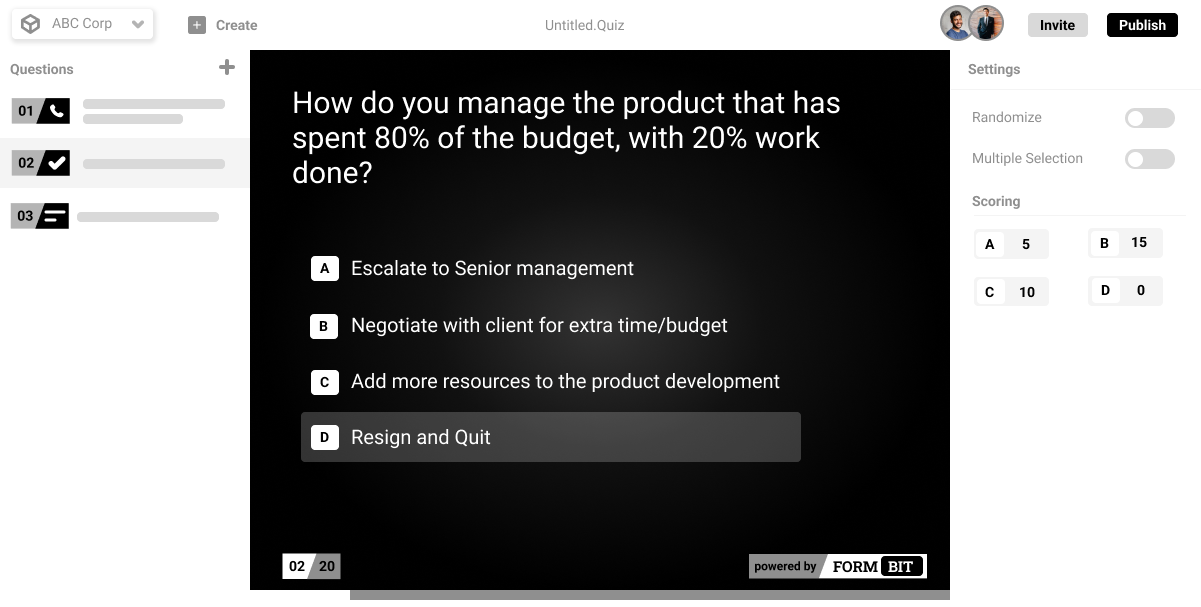 ABC Corp
Create
Untitled.Quiz
Invite
Publish
Questions
01
02
03
How do you manage the product that has
spent 80% of the budget, with 20% work
done?
A Escalate to Senior management
B Negotiate with client for extra time/budget
C Add more resources to the product development
D Resign and Quit
02 20
powered by FORM BIT
Settings
Randomize
Multiple Selection
Scoring
A 5
B 15
C 10
D 0